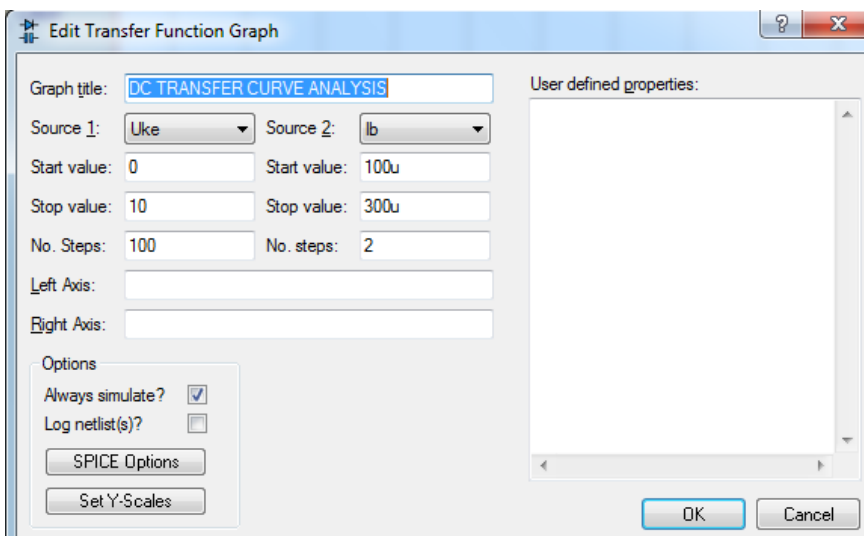 Edit Transfer Function Graph
Graph title: DC TRANSFER CURVE ANALYSIS
User defined properties:
Source 1: Uke Source 2: Ib
Start value: 0 Start value: 100u
Stop value: 10 Stop value: 300u
No. Steps: 100 No. steps: 2
Left Axis:
Right Axis:
Options
Always simulate?
Log netlist(s)?
SPICE Options
Set Y-Scales
OK Cancel